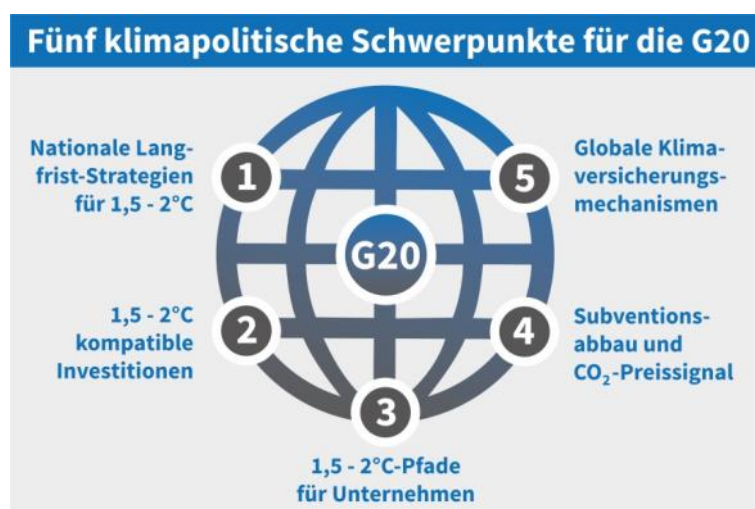 Fünf klimapolitische Schwerpunkte für die G20
Nationale Lang-
frist-Strategien
für 1,5 - 2°C
1
5
Globale Klima-
versicherungs-
mechanismen
G20
1,5 - 2°C
kompatible
Investitionen
2
4
Subventions-
abbau und
CO₂-Preissignal
3
1,5 - 2°C-Pfade
für Unternehmen